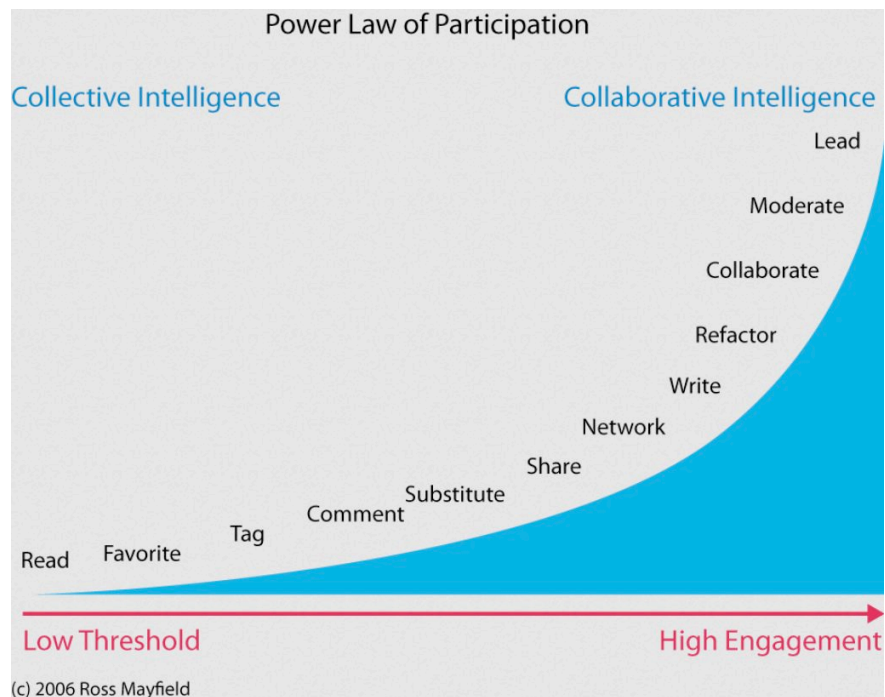 Power Law of Participation
Collective Intelligence
Collaborative Intelligence
Lead
Moderate
Collaborate
Refactor
Write
Network
Share
Substitute
Comment
Tag
Favorite
Read
Low Threshold
High Engagement
(c) 2006 Ross Mayfield